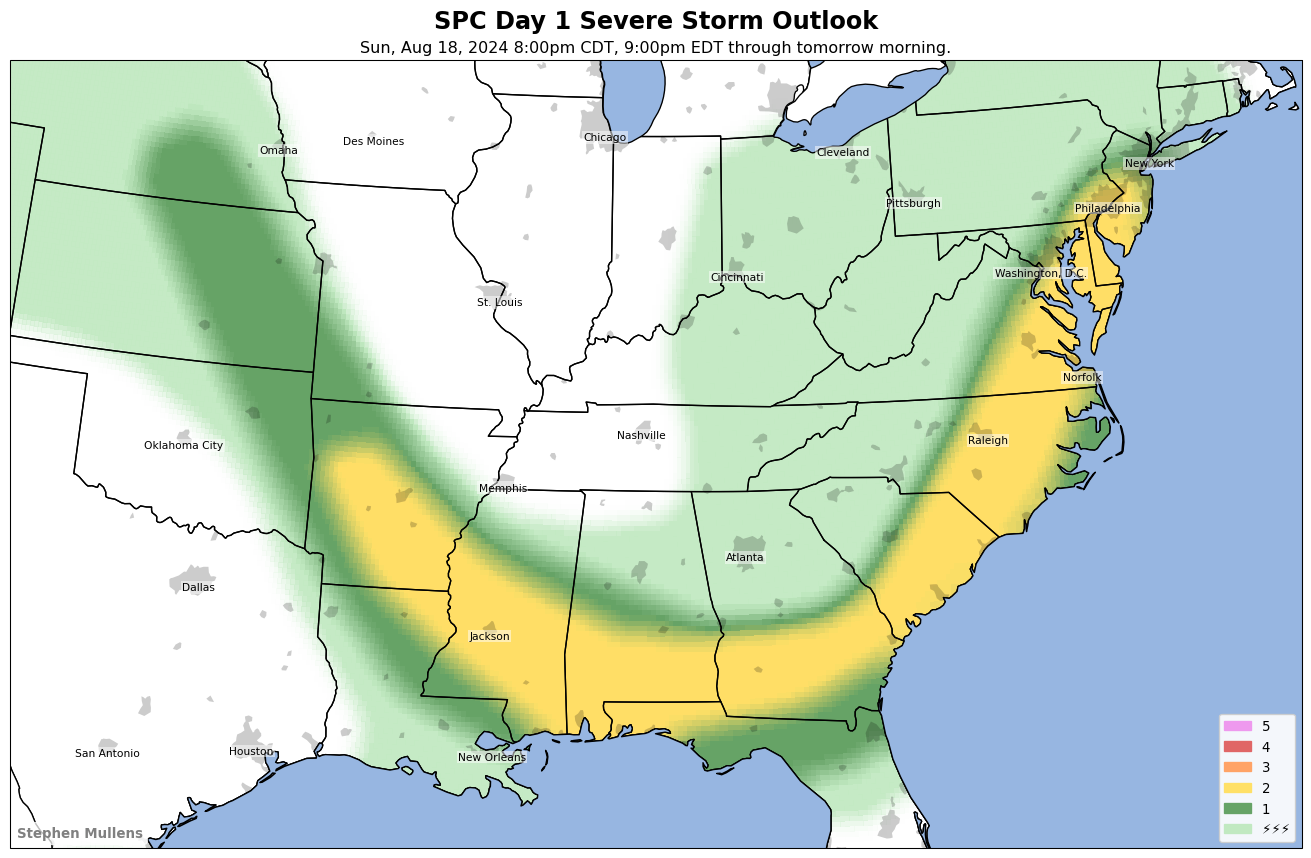 SPC Day 1 Severe Storm Outlook
Sun, Aug 18, 2024 8:00pm CDT, 9:00pm EDT through tomorrow morning.
Chicago
Des Moines
Omaha
Cleveland
New York
Pittsburgh
Philadelphia
Cincinnati
Washington, D.C.
St. Louis
Norfolk
Nashville
Raleigh
Oklahoma City
Memphis
Atlanta
Dallas
Jackson
San Antonio
Houston
New Orleans
5
4
3
2
1
⚡⚡⚡
Stephen Mullens